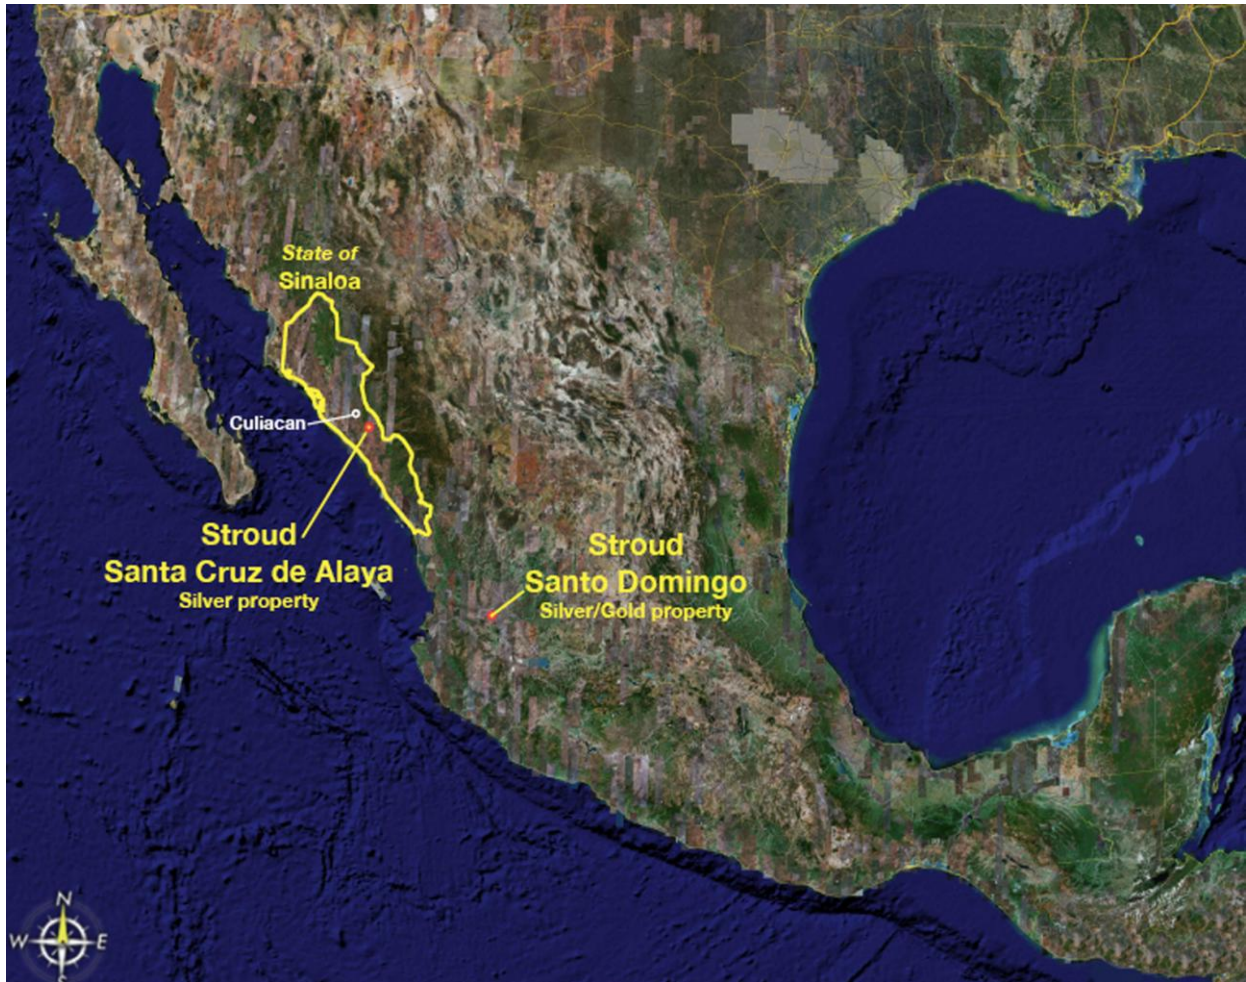 State of
Sinaloa
Culiacan
Stroud
Santa Cruz de Alaya
Silver property
Stroud
Santo Domingo
Silver/Gold property
N
W
E
S